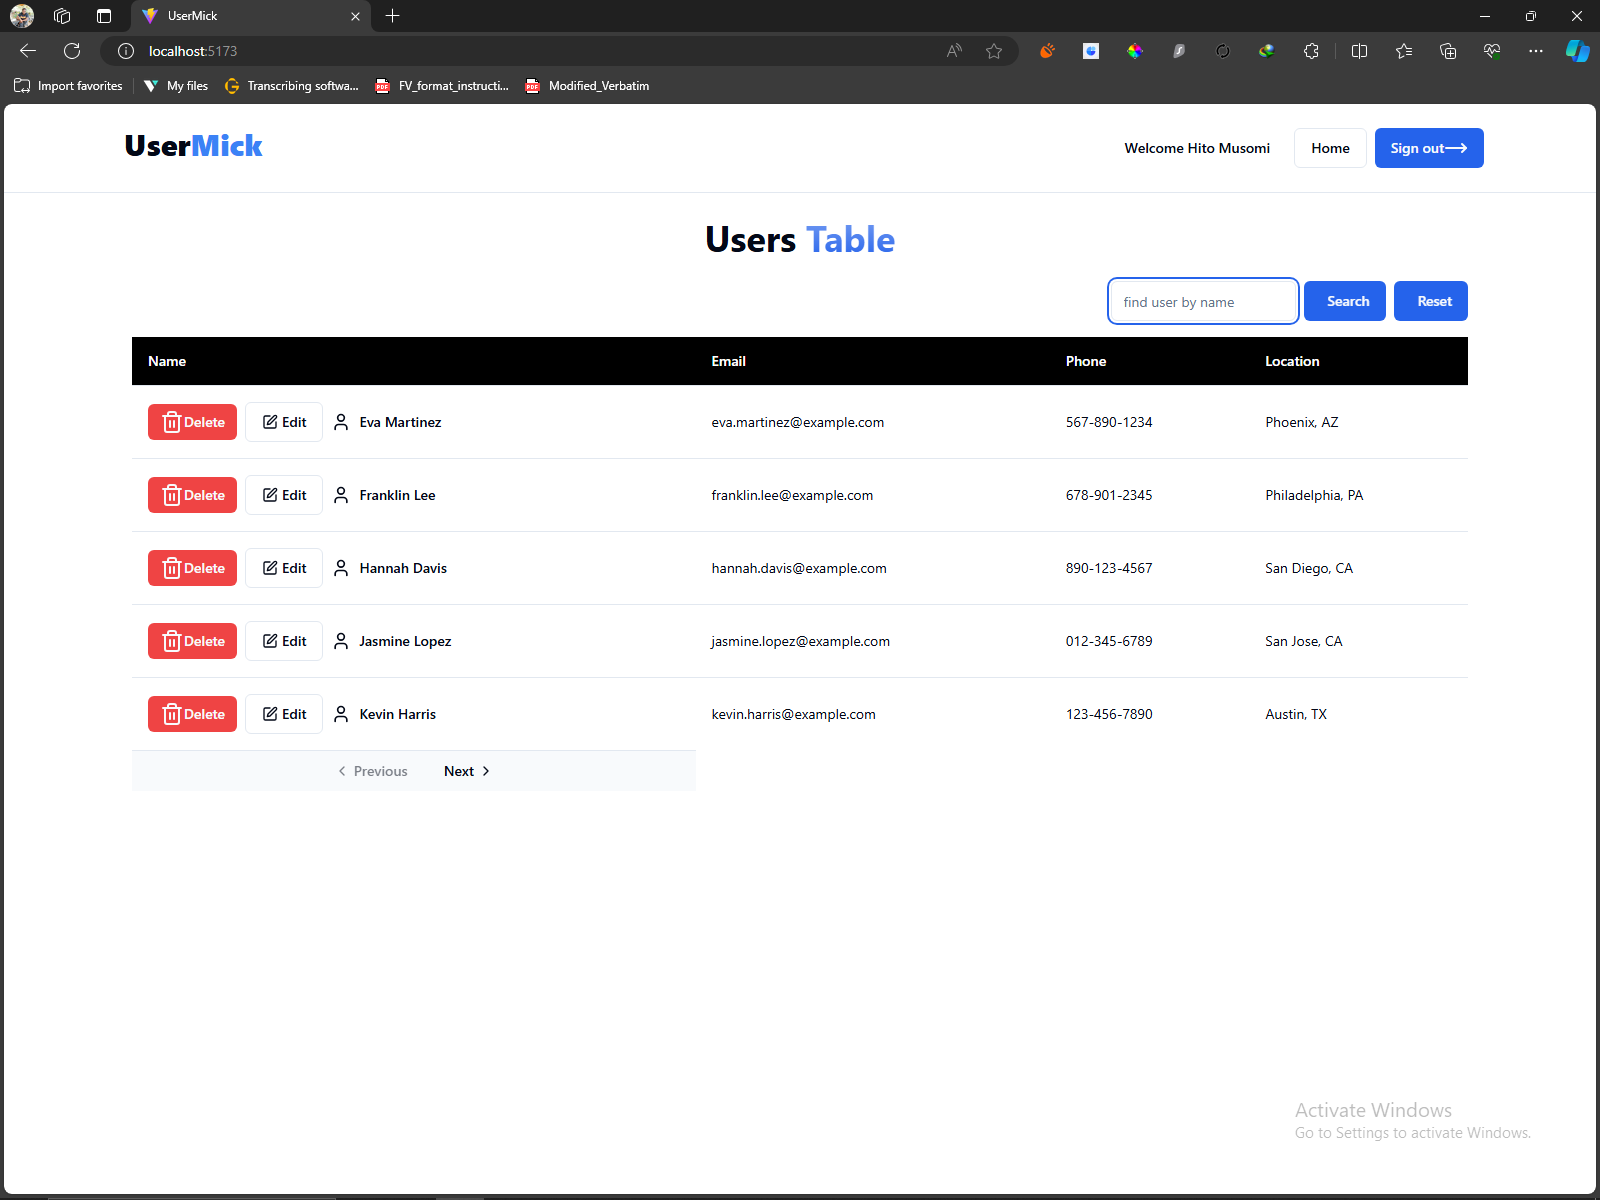 UserMick
localhost:5173
Import favorites My files Transcribing softwa... FV_format_instructi... Modified_Verbatim
UserMick Welcome Hito Musomi Home Sign out
Users Table
find user by name Search Reset
Name Email Phone Location
Delete Edit Eva Martinez eva.martinez@example.com 567-890-1234 Phoenix, AZ
Delete Edit Franklin Lee franklin.lee@example.com 678-901-2345 Philadelphia, PA
Delete Edit Hannah Davis hannah.davis@example.com 890-123-4567 San Diego, CA
Delete Edit Jasmine Lopez jasmine.lopez@example.com 012-345-6789 San Jose, CA
Delete Edit Kevin Harris kevin.harris@example.com 123-456-7890 Austin, TX
Previous Next
Activate Windows
Go to Settings to activate Windows.